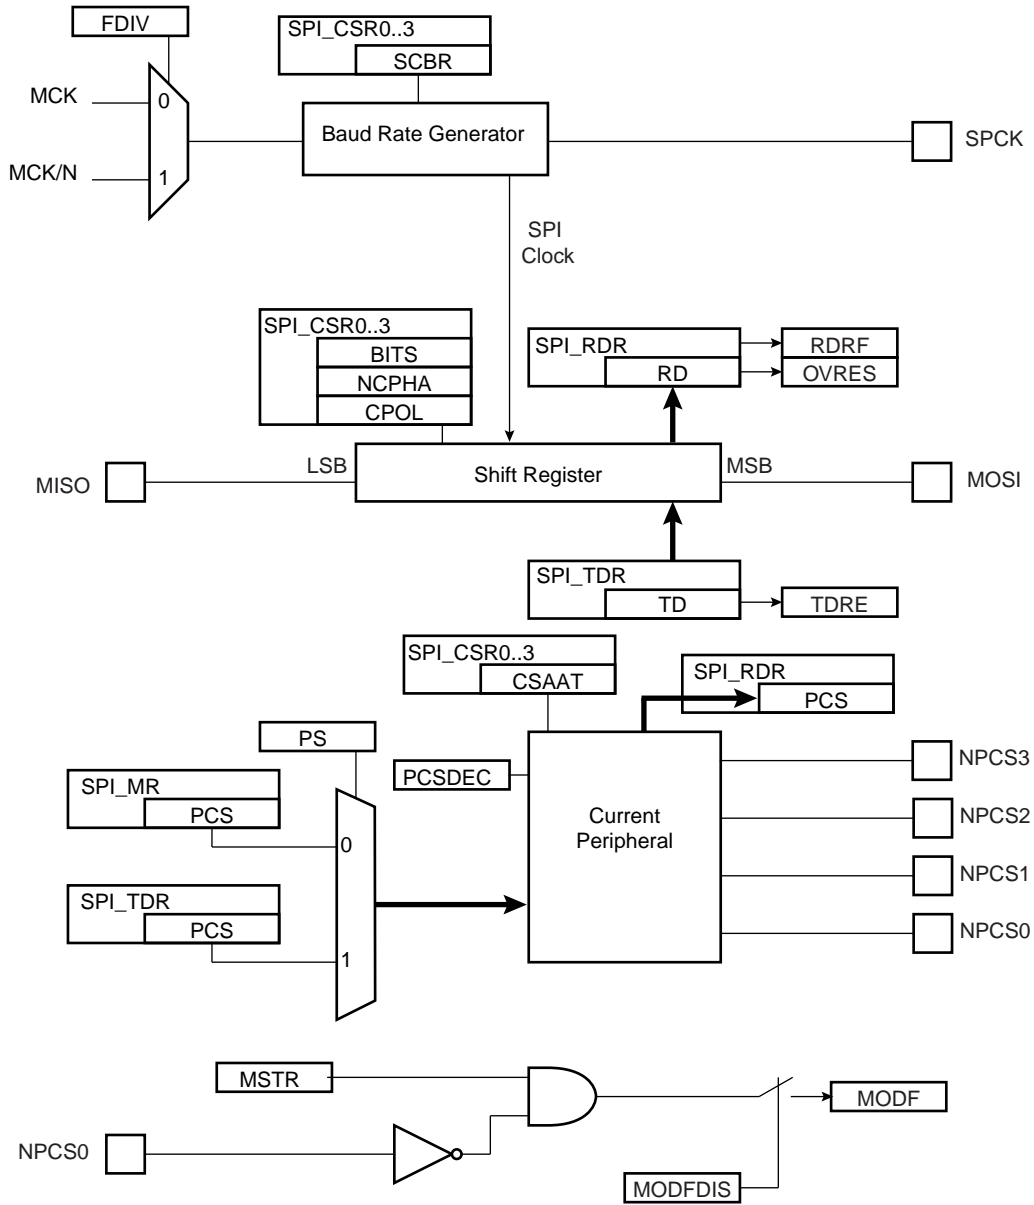 FDIV
SPI_CSR0..3
SCBR
MCK
0
Baud Rate Generator
SPCK
MCK/N
1
SPI
Clock
SPI_CSR0..3
BITS
NCPHA
CPOL
SPI_RDR
RD
RDRF
OVRES
LSB
Shift Register
MSB
MISO
MOSI
SPI_TDR
TD
TDRE
SPI_CSR0..3
CSAAT
SPI_RDR
PCS
PS
SPI_MR
PCS
0
PCSDEC
Current
Peripheral
NPCS3
NPCS2
NPCS1
NPCS0
SPI_TDR
PCS
1
MSTR
MODF
NPCS0
MODFDIS